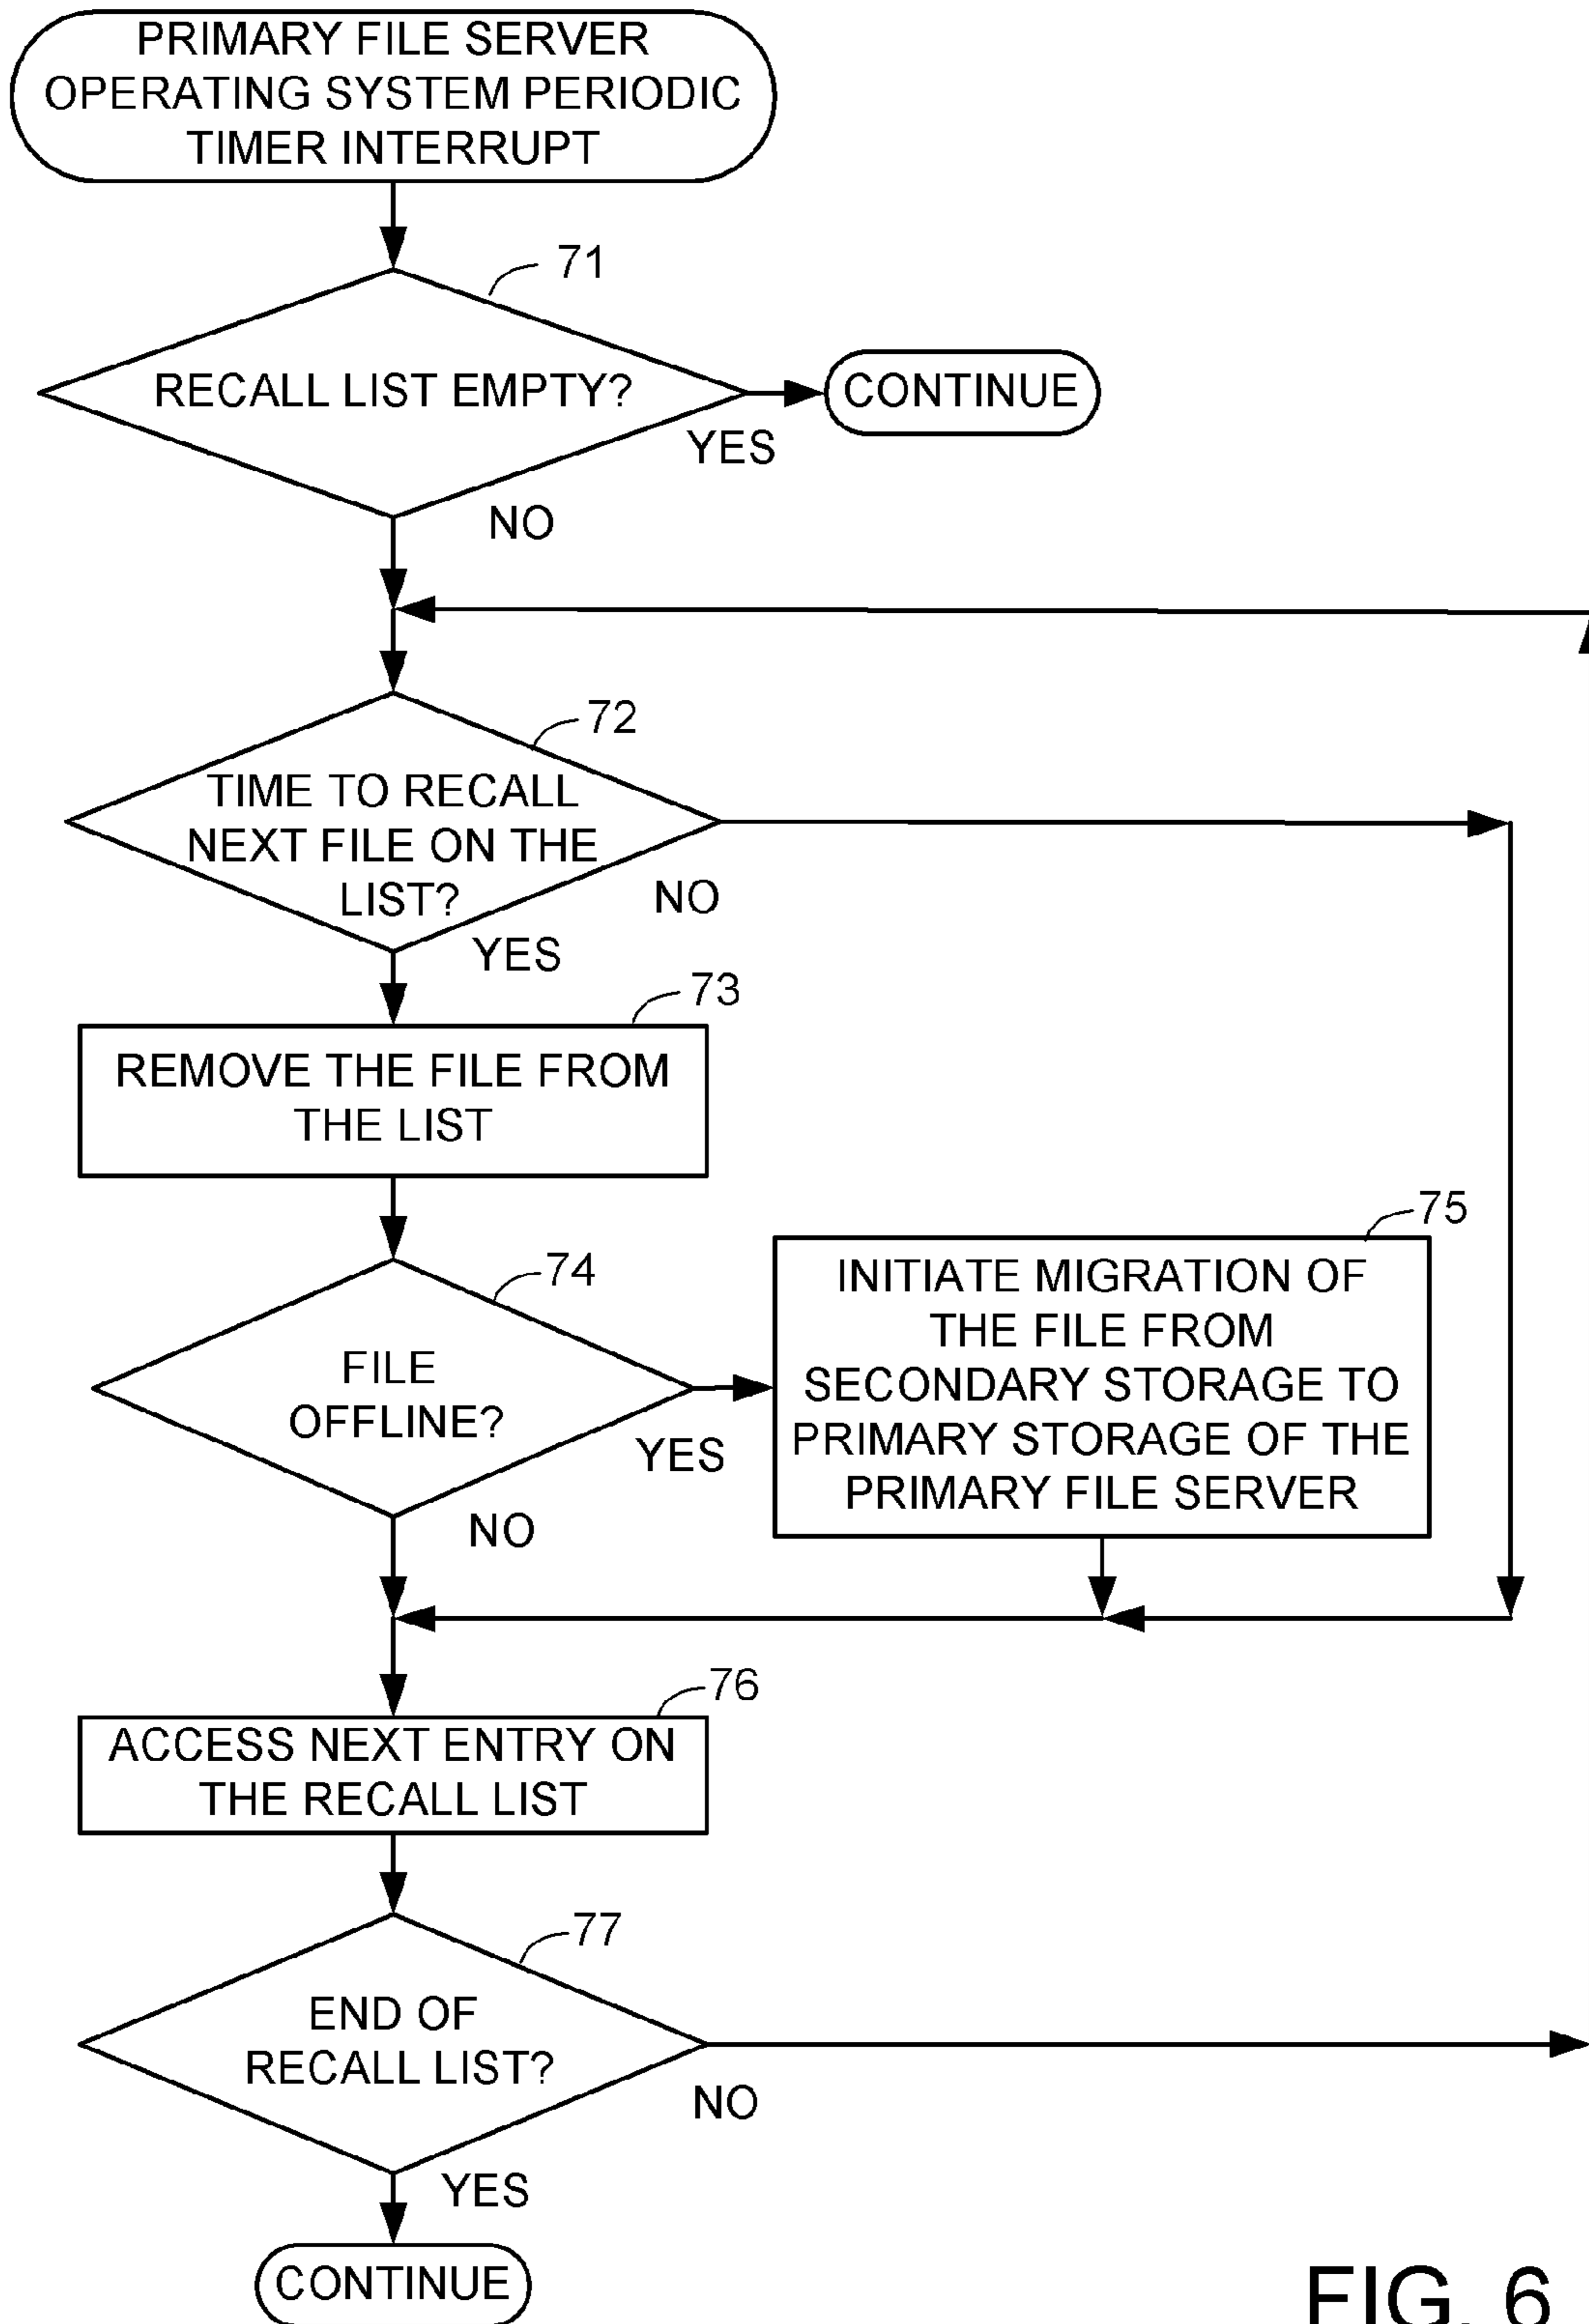 PRIMARY FILE SERVER
OPERATING SYSTEM PERIODIC
TIMER INTERRUPT
71
RECALL LIST EMPTY?
CONTINUE
YES
NO
72
TIME TO RECALL
NEXT FILE ON THE
LIST?
NO
YES
73
REMOVE THE FILE FROM
THE LIST
74
FILE
OFFLINE?
YES
NO
75
INITIATE MIGRATION OF
THE FILE FROM
SECONDARY STORAGE TO
PRIMARY STORAGE OF THE
PRIMARY FILE SERVER
76
ACCESS NEXT ENTRY ON
THE RECALL LIST
77
END OF
RECALL LIST?
NO
YES
CONTINUE
FIG. 6